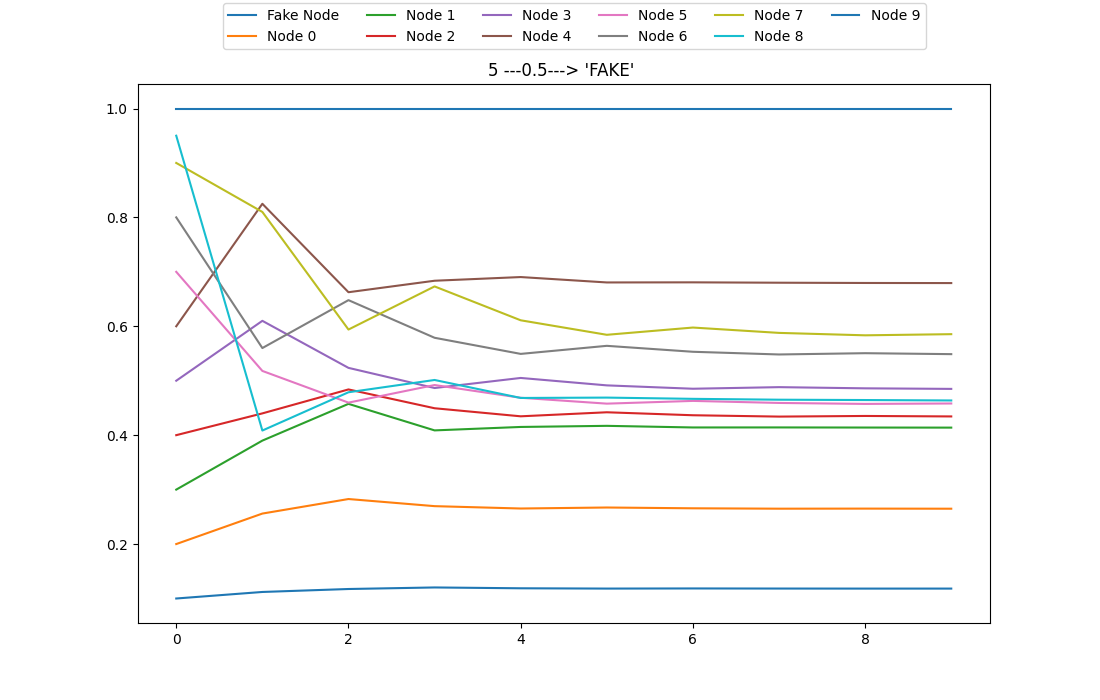 Fake Node Node 1 Node 3 Node 5 Node 7 Node 9
Node 0 Node 2 Node 4 Node 6 Node 8
5 ---0.5---> 'FAKE'
1.0
0.8
0.6
0.4
0.2
0 2 4 6 8